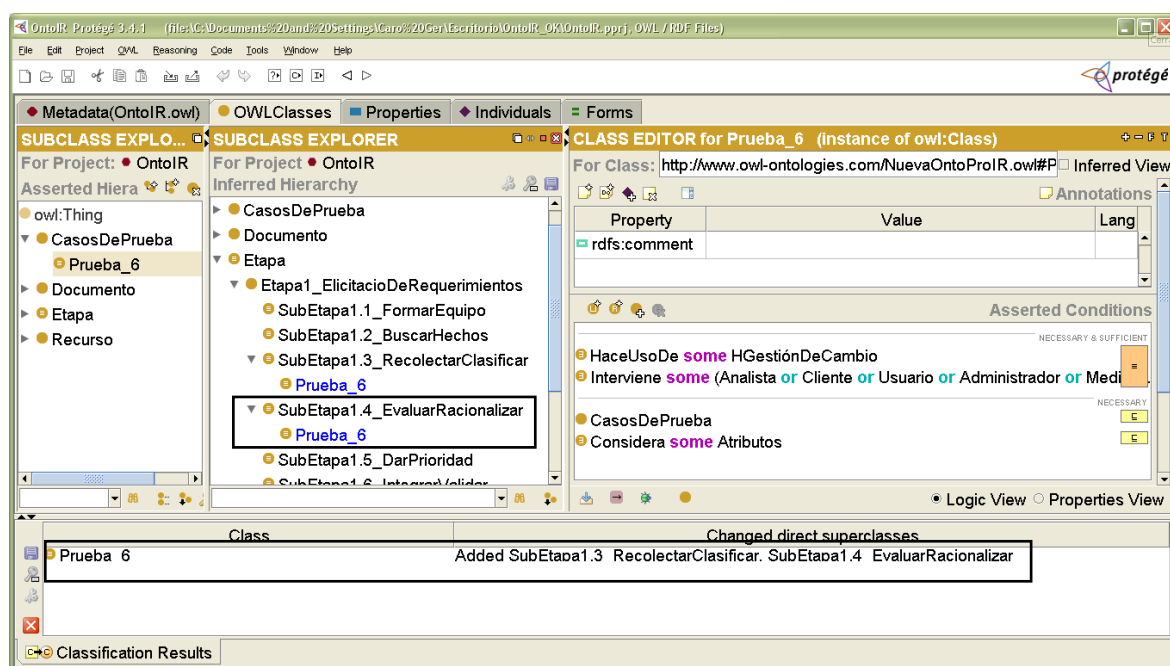 OntoIR Protégé 3.4.1 (file:\C:\Documents%20and%20Settings\Caro%20Ger\Escritorio\OntoIR_OK\OntoIR.pprj, OWL / RDF Files)
Cerra
File Edit Project OWL Reasoning Code Tools Window Help
protégé
Metadata(OntoIR.owl) OWLClasses Properties Individuals Forms
SUBCLASS EXPLO...
For Project: OntoIR
Asserted Hiera
owl:Thing
CasosDePrueba
Prueba_6
Documento
Etapa
Recurso
SUBCLASS EXPLORER
For Project OntoIR
Inferred Hierarchy
CasosDePrueba
Documento
Etapa
Etapa1_ElicitacioDeRequerimientos
SubEtapa1.1_FormarEquipo
SubEtapa1.2_BuscarHechos
SubEtapa1.3_RecolectarClasificar
Prueba_6
SubEtapa1.4_EvaluarRacionalizar
Prueba_6
SubEtapa1.5_DarPrioridad
SubEtapa1.6_IntegrarValidar
CLASS EDITOR for Prueba_6 (instance of owl:Class)
For Class: http://www.owl-ontologies.com/NuevaOntoProIR.owl#P Inferred View
Annotations
Property Value Lang
rdfs:comment
Asserted Conditions
NECESSARY & SUFFICIENT
HaceUsoDe some HGestiónDeCambio
Interviene some (Analista or Cliente or Usuario or Administrador or Medi...
NECESSARY
CasosDePrueba
Considera some Atributos
Logic View Properties View
Class Changed direct superclasses
Prueba_6 Added SubEtapa1.3_RecolectarClasificar, SubEtapa1.4_EvaluarRacionalizar
Classification Results